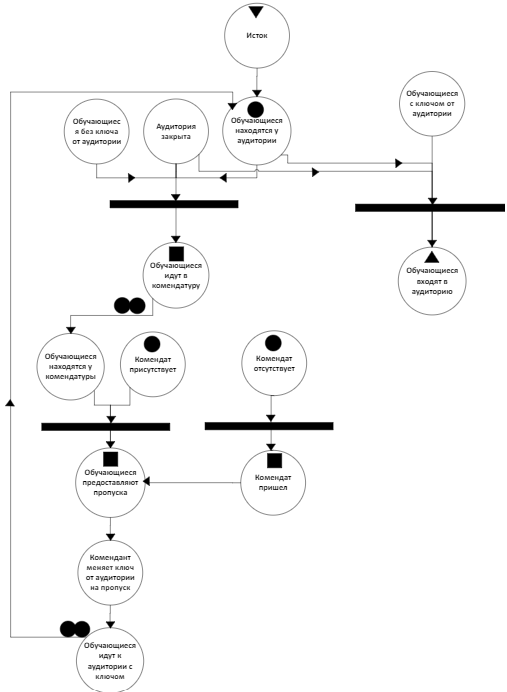 Исток
Обучающиес
я без ключа
от аудитории
Аудитория
закрыта
Обучающиеся
находятся у
аудитории
Обучающиеся
с ключом от
аудитории
Обучающиеся
идут в
комендатуру
Обучающиеся
входят в
аудиторию
Обучающиеся
находятся у
комендатуры
Комендат
присутствует
Комендат
отсутствует
Обучающиеся
предоставляют
пропуска
Комендат
пришел
Комендант
меняет ключ
от аудитории
на пропуск
Обучающиеся
идут к
аудитории с
ключом